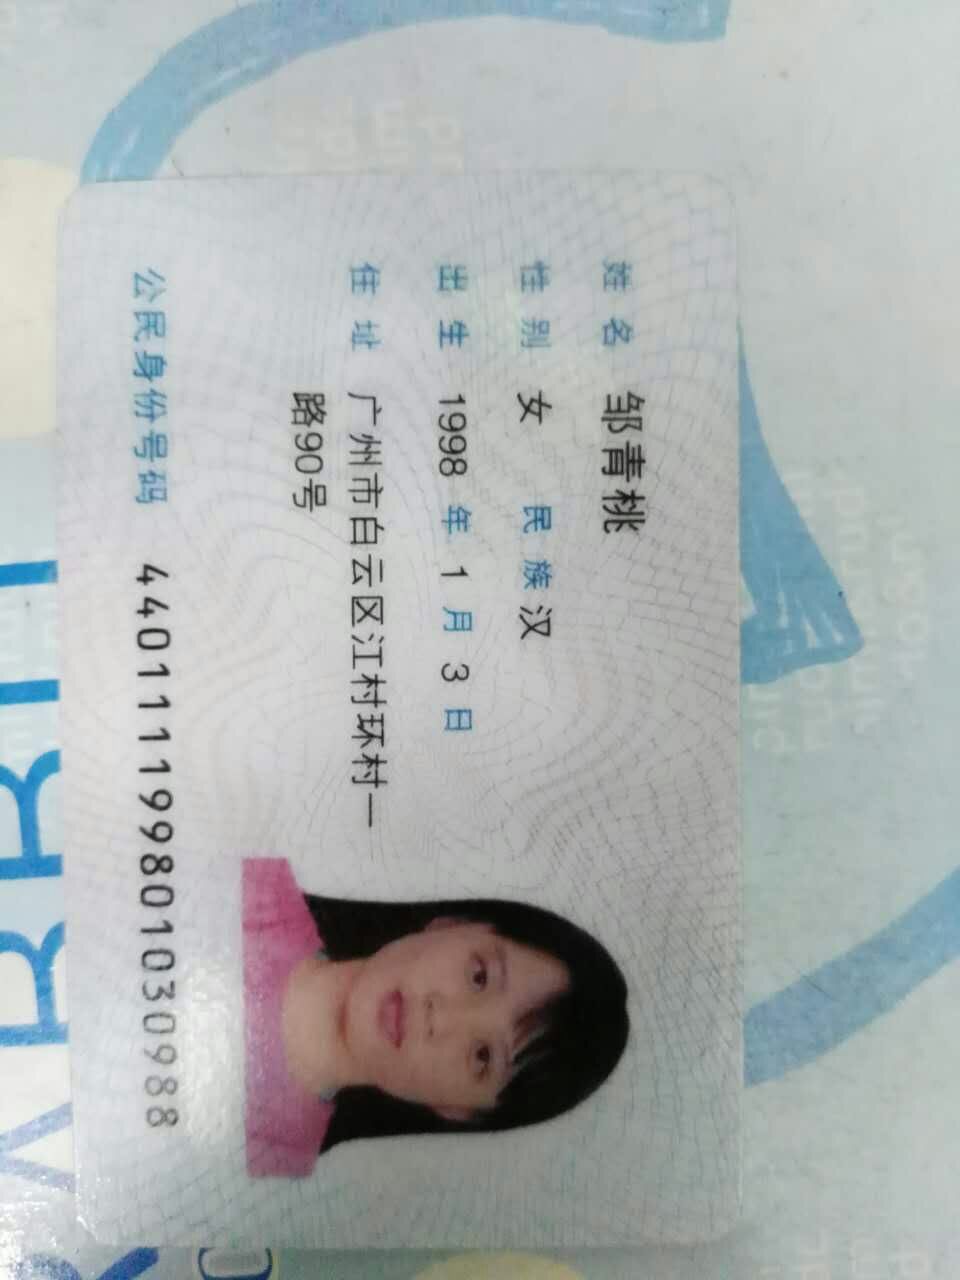 姓名 邹青桃
性别 女 民族 汉
出生 1998 年 1 月 3 日
住址 广州市白云区江村环村一
路90号
公民身份号码 440111199801030988